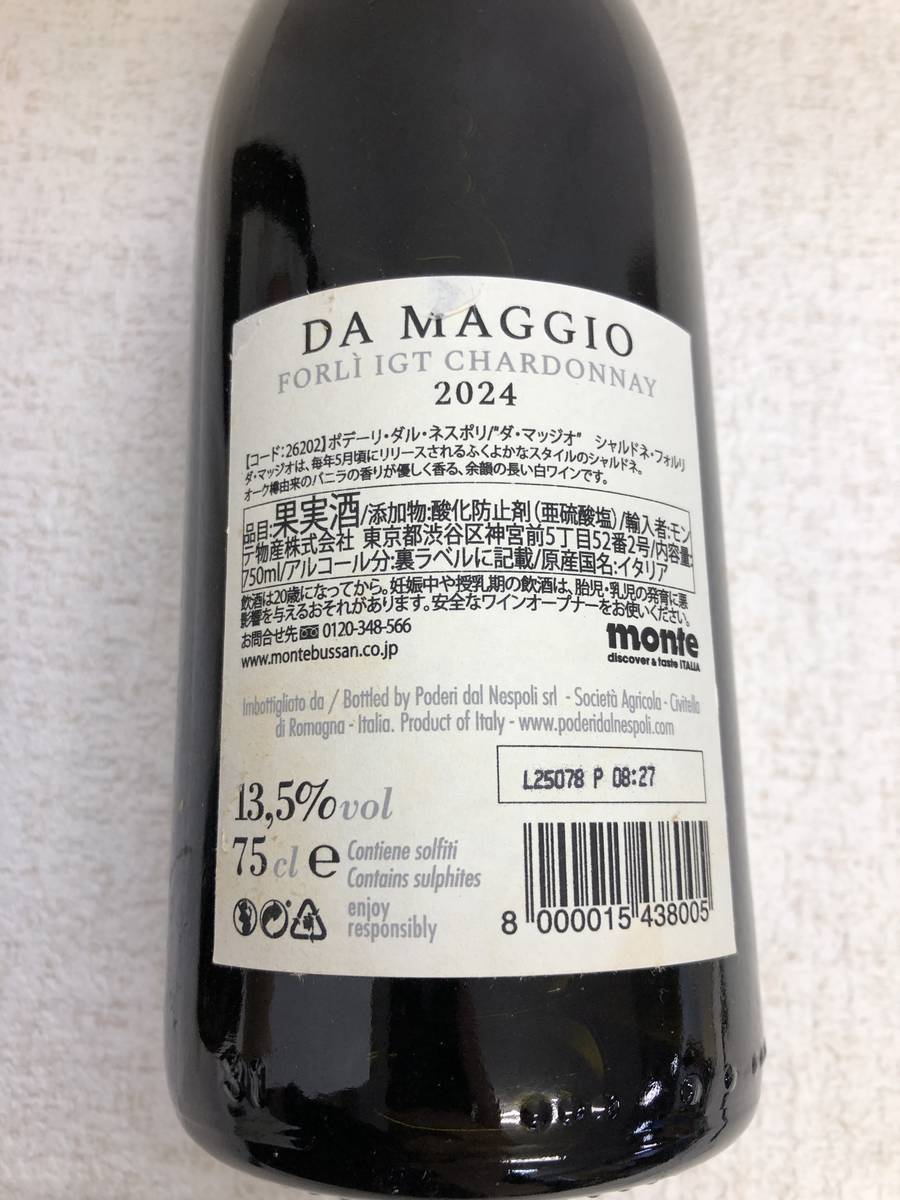 DA MAGGIO
FORLÌ IGT CHARDONNAY
2024
【コード:26202】ポデーリ・ダル・ネスポリ/"ダ・マッジオ" シャルドネ・フォルリ
ダ・マッジオは、毎年5月頃にリリースされるふくよかなスタイルのシャルドネ。
オーク樽由来のバニラの香りが優しく香る、余韻の長い白ワインです。
品目:果実酒/添加物:酸化防止剤(亜硫酸塩)/輸入者:モン
テ物産株式会社 東京都渋谷区神宮前5丁目52番2号/内容量:
750ml/アルコール分:裏ラベルに記載/原産国名:イタリア
飲酒は20歳になってから。妊娠中や授乳期の飲酒は、胎児・乳児の発育に悪
影響を与えるおそれがあります。安全なワインオープナーをお使いください。
お問合せ先 0120-348-566
www.montebussan.co.jp
monte
discover & taste ITALIA
Imbottigliato da / Bottled by Poderi dal Nespoli srl - Società Agricola - Civitella
di Romagna - Italia. Product of Italy - www.poderidalnespoli.com
L25078 P 08:27
13,5% vol
75 cl e
Contiene solfiti
Contains sulphites
enjoy
responsibly
8 000015 438005